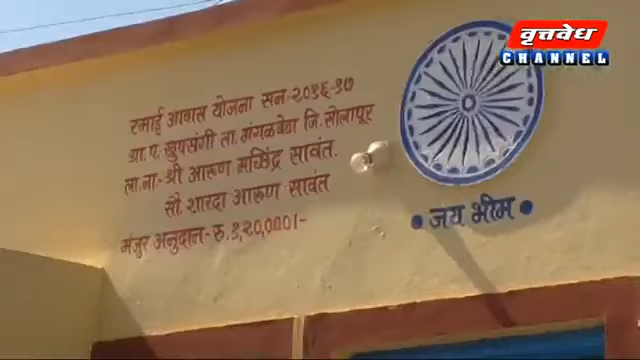 वृत्तवेध
CHANNEL
रमाई आवास योजना सन-२०१६-१७
ग्रा.प. खुपसंगी ता. मंगळवेढा जि. सोलापूर
ला.ना-श्री आरूण मच्छिंद्र सावंत.
सौ. शारदा आरूण सावंत
मंजुर अनुदान-रु.१,२०,०००।-
• जय भीम •